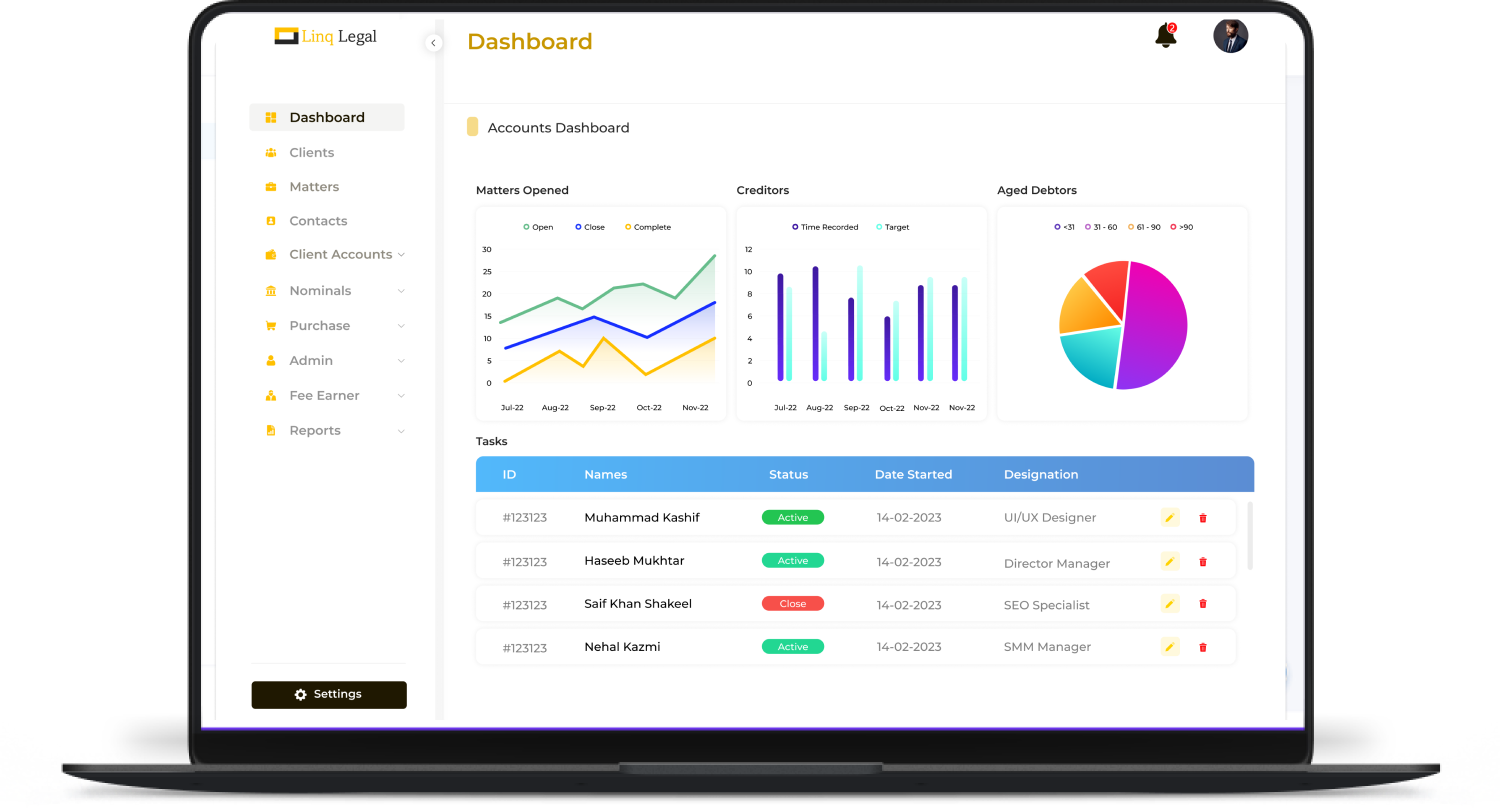 Linq Legal
Dashboard
2
Dashboard
Clients
Matters
Contacts
Client Accounts
Nominals
Purchase
Admin
Fee Earner
Reports
Settings
Accounts Dashboard
Matters Opened
Open Close Complete
30
25
20
15
10
5
0
Jul-22 Aug-22 Sep-22 Oct-22 Nov-22
Creditors
Time Recorded Target
12
10
8
6
4
2
0
Jul-22 Aug-22 Sep-22 Oct-22 Nov-22 Nov-22
Aged Debtors
<31 31 - 60 61 - 90 >90
Tasks
ID Names Status Date Started Designation
#123123 Muhammad Kashif Active 14-02-2023 UI/UX Designer
#123123 Haseeb Mukhtar Active 14-02-2023 Director Manager
#123123 Saif Khan Shakeel Close 14-02-2023 SEO Specialist
#123123 Nehal Kazmi Active 14-02-2023 SMM Manager